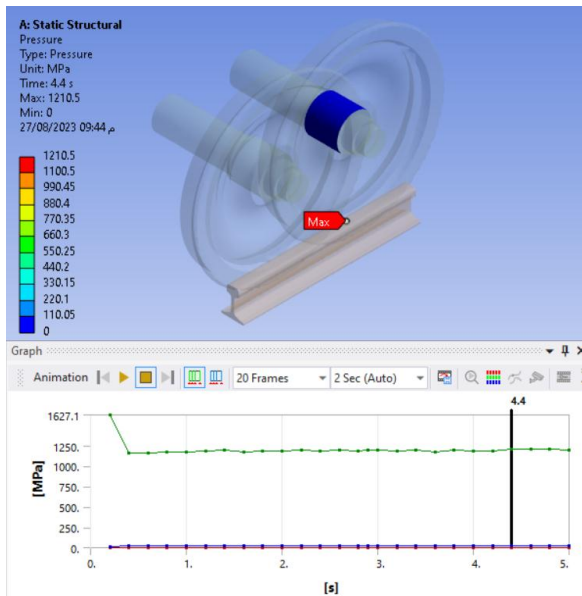 A: Static Structural
Pressure
Type: Pressure
Unit: MPa
Time: 4.4 s
Max: 1210.5
Min: 0
27/08/2023 09:44 م
1210.5
1100.5
990.45
880.4
770.35
660.3
550.25
440.2
330.15
220.1
110.05
0
Max
Graph
Animation 20 Frames 2 Sec (Auto)
4.4
1627.1
1250.
1000.
750.
500.
250.
0.
[MPa]
0. 1. 2. 3. 4. 5.
[s]